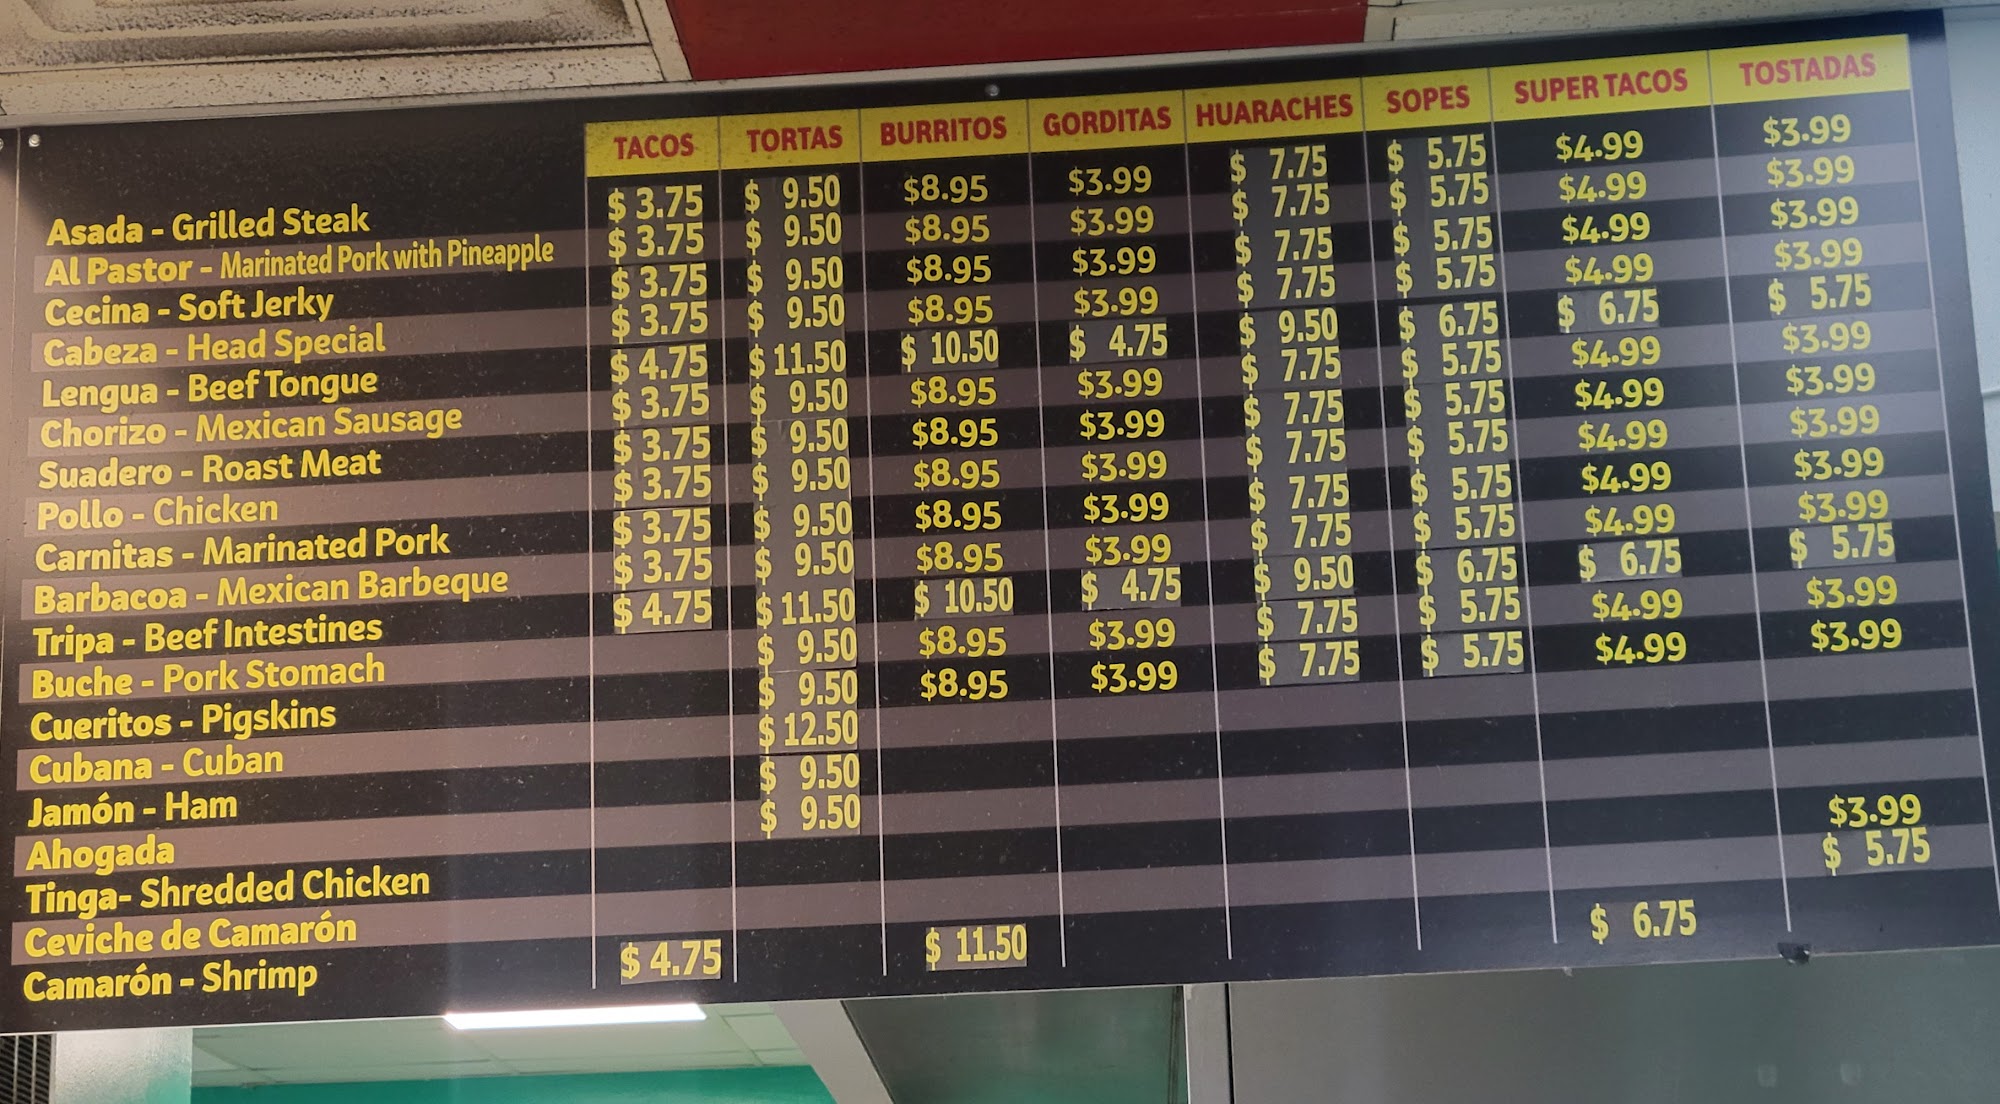 TACOS TORTAS BURRITOS GORDITAS HUARACHES SOPES SUPER TACOS TOSTADAS
Asada - Grilled Steak $ 3.75 $ 9.50 $8.95 $3.99 $ 7.75 $ 5.75 $4.99 $3.99
Al Pastor - Marinated Pork with Pineapple $ 3.75 $ 9.50 $8.95 $3.99 $ 7.75 $ 5.75 $4.99 $3.99
Cecina - Soft Jerky $ 3.75 $ 9.50 $8.95 $3.99 $ 7.75 $ 5.75 $4.99 $3.99
Cabeza - Head Special $ 3.75 $ 9.50 $8.95 $3.99 $ 7.75 $ 5.75 $4.99 $3.99
Lengua - Beef Tongue $ 4.75 $ 11.50 $ 10.50 $ 4.75 $ 9.50 $ 6.75 $ 6.75 $ 5.75
Chorizo - Mexican Sausage $ 3.75 $ 9.50 $8.95 $3.99 $ 7.75 $ 5.75 $4.99 $3.99
Suadero - Roast Meat $ 3.75 $ 9.50 $8.95 $3.99 $ 7.75 $ 5.75 $4.99 $3.99
Pollo - Chicken $ 3.75 $ 9.50 $8.95 $3.99 $ 7.75 $ 5.75 $4.99 $3.99
Carnitas - Marinated Pork $ 3.75 $ 9.50 $8.95 $3.99 $ 7.75 $ 5.75 $4.99 $3.99
Barbacoa - Mexican Barbeque $ 3.75 $ 9.50 $8.95 $3.99 $ 7.75 $ 5.75 $4.99 $3.99
Tripa - Beef Intestines $ 4.75 $ 11.50 $ 10.50 $ 4.75 $ 9.50 $ 6.75 $ 6.75 $ 5.75
Buche - Pork Stomach $ 9.50 $8.95 $3.99 $ 7.75 $ 5.75 $4.99 $3.99
Cueritos - Pigskins $ 9.50 $8.95 $3.99 $ 7.75 $ 5.75 $4.99 $3.99
Cubana - Cuban $ 12.50
Jamón - Ham $ 9.50
Ahogada $ 9.50
Tinga- Shredded Chicken $3.99
Ceviche de Camarón $ 5.75
Camarón - Shrimp $ 4.75 $ 11.50 $ 6.75